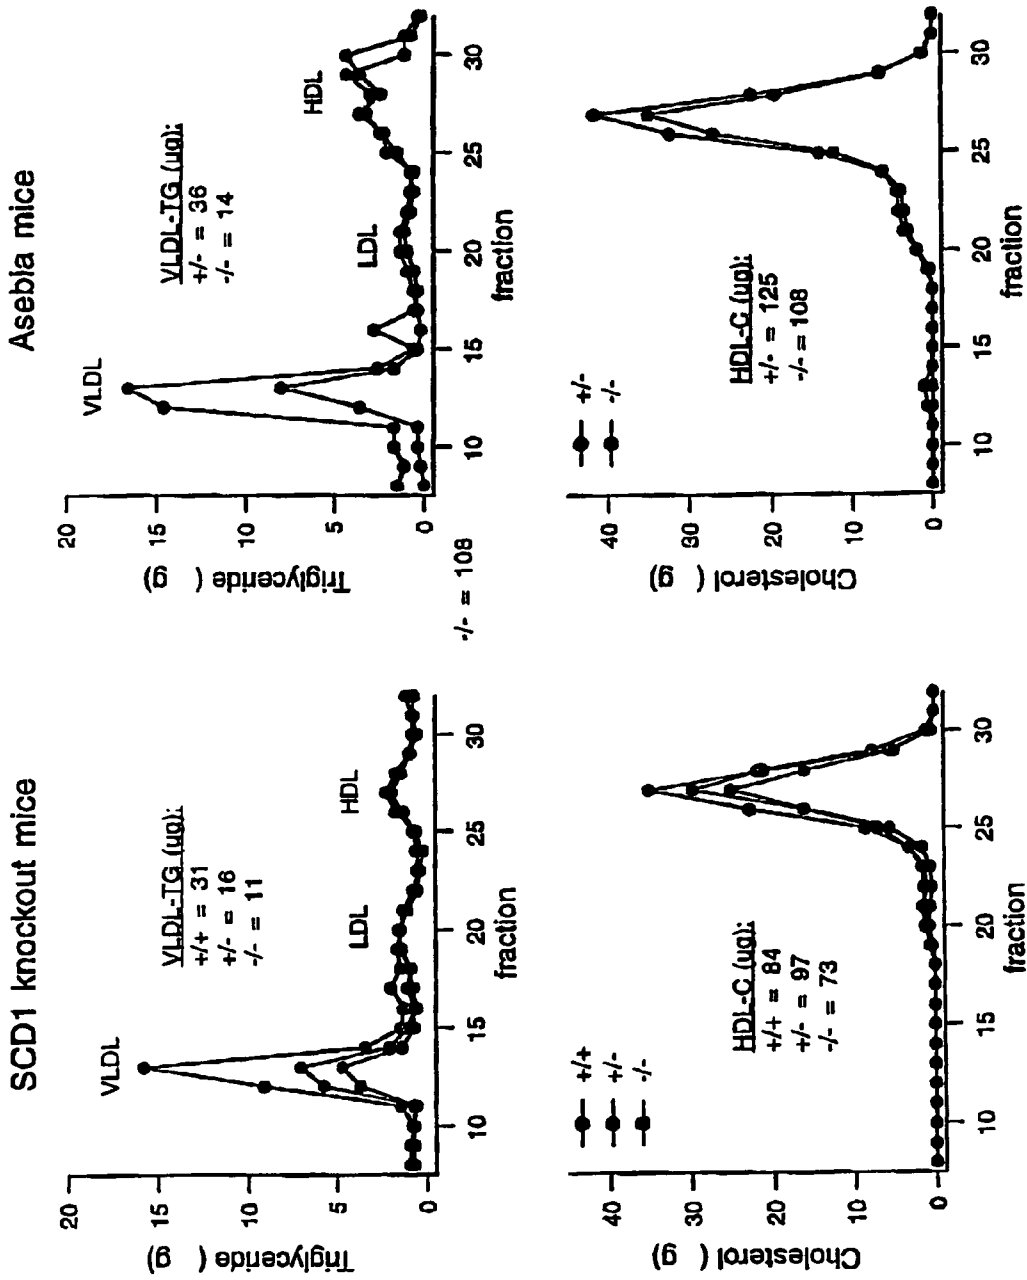 SCD1 knockout mice
20
15
10
5
0
Triglyceride ( g)
VLDL
LDL
HDL
VLDL-TG (ug):
+/+ = 31
+/- = 16
-/- = 11
10
15
20
25
30
fraction
Asebia mice
20
15
10
5
0
Triglyceride ( g)
VLDL
LDL
HDL
VLDL-TG (ug):
+/- = 36
-/- = 14
10
15
20
25
30
fraction
-/- = 108
40
30
20
10
0
Cholesterol ( g)
+/+
+/-
-/-
HDL-C (ug):
+/+ = 84
+/- = 97
-/- = 73
10
15
20
25
30
fraction
40
30
20
10
0
Cholesterol ( g)
+/-
-/-
HDL-C (ug):
+/- = 125
-/- = 108
10
15
20
25
30
fraction